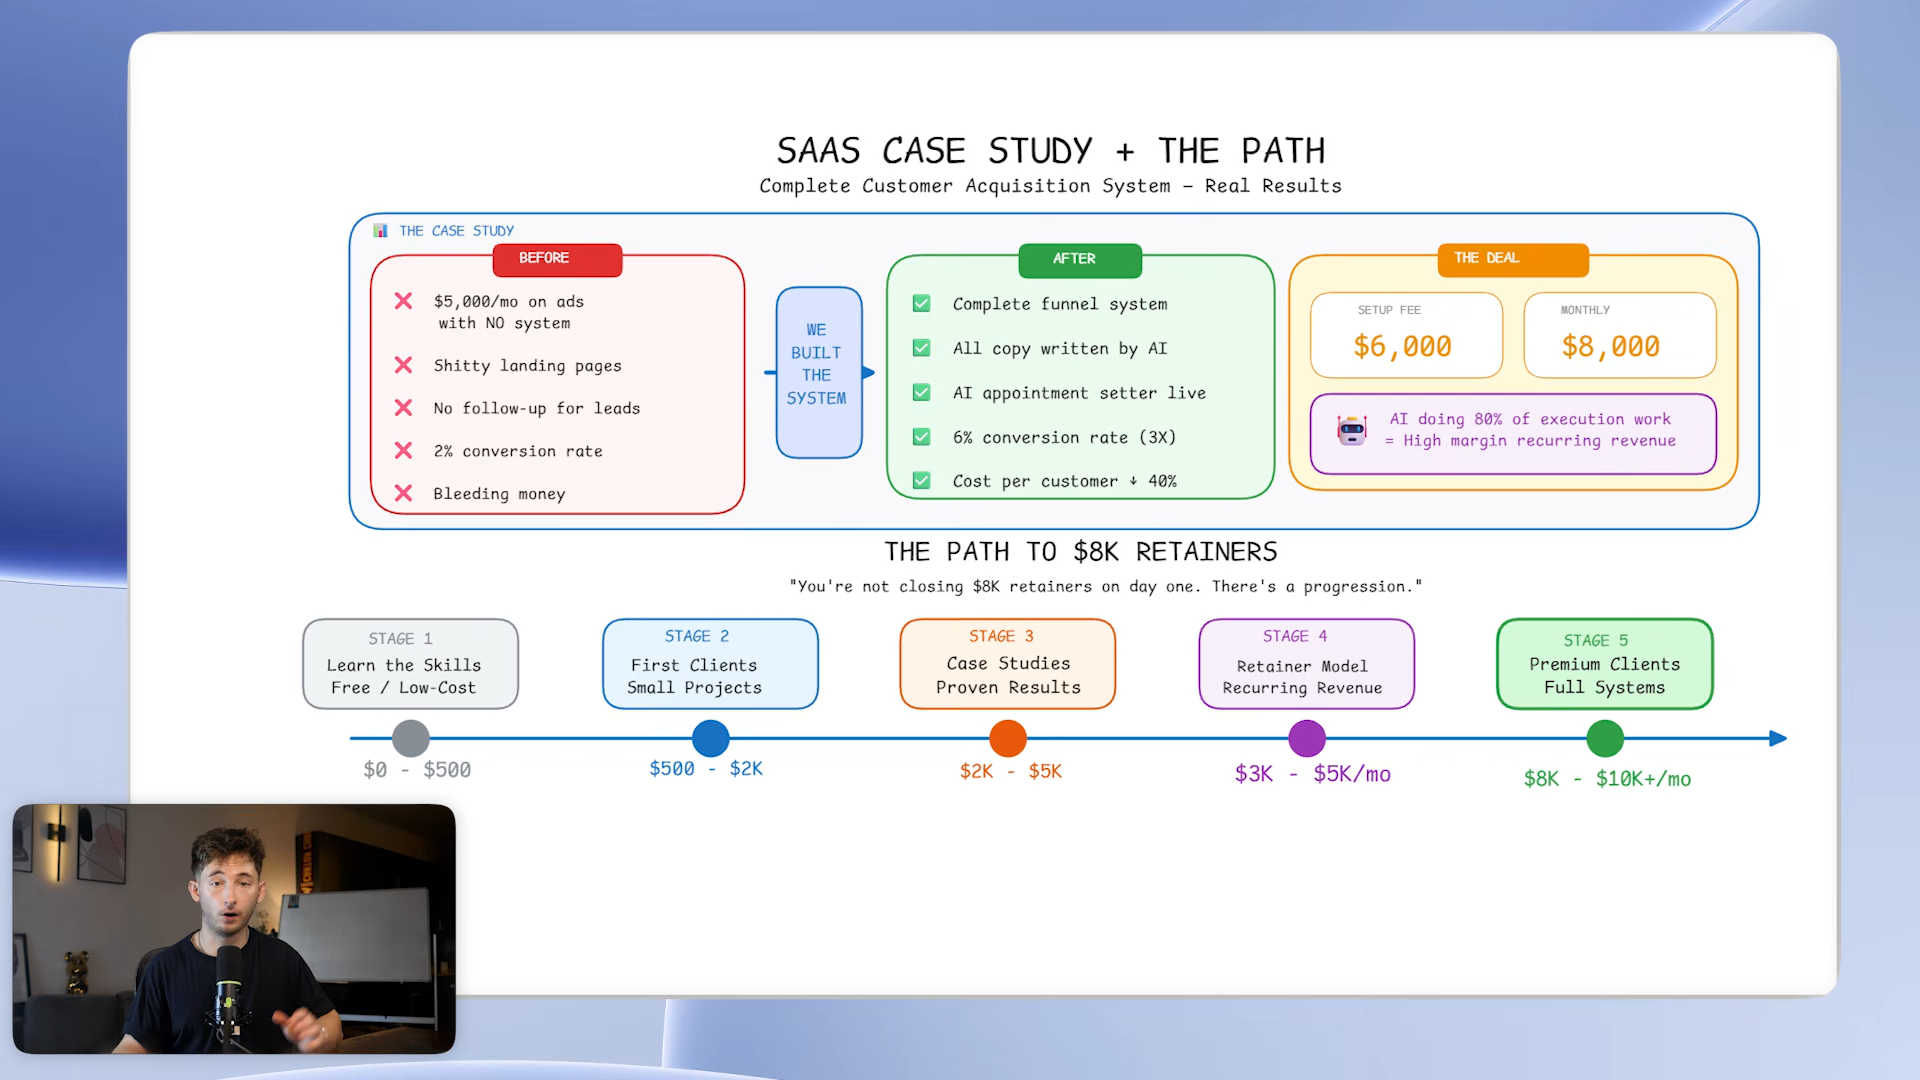 SAAS CASE STUDY + THE PATH
Complete Customer Acquisition System – Real Results
THE CASE STUDY
BEFORE
$5,000/mo on ads
with NO system
Shitty landing pages
No follow-up for leads
2% conversion rate
Bleeding money
WE
BUILT
THE
SYSTEM
AFTER
Complete funnel system
All copy written by AI
AI appointment setter live
6% conversion rate (3X)
Cost per customer ↓ 40%
THE DEAL
SETUP FEE
$6,000
MONTHLY
$8,000
AI doing 80% of execution work
= High margin recurring revenue
THE PATH TO $8K RETAINERS
"You're not closing $8K retainers on day one. There's a progression."
STAGE 1
Learn the Skills
Free / Low-Cost
$0 - $500
STAGE 2
First Clients
Small Projects
$500 - $2K
STAGE 3
Case Studies
Proven Results
$2K - $5K
STAGE 4
Retainer Model
Recurring Revenue
$3K - $5K/mo
STAGE 5
Premium Clients
Full Systems
$8K - $10K+/mo